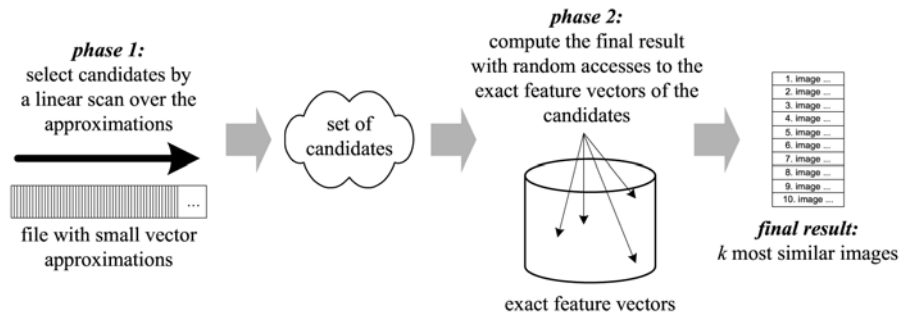 phase 1:
select candidates by
a linear scan over the
approximations
...
file with small vector
approximations
set of
candidates
phase 2:
compute the final result
with random accesses to the
exact feature vectors of the
candidates
exact feature vectors
1. image ...
2. image ...
3. image ...
4. image ...
5. image ...
6. image ...
7. image ...
8. image ...
9. image ...
10. image ...
final result:
k most similar images